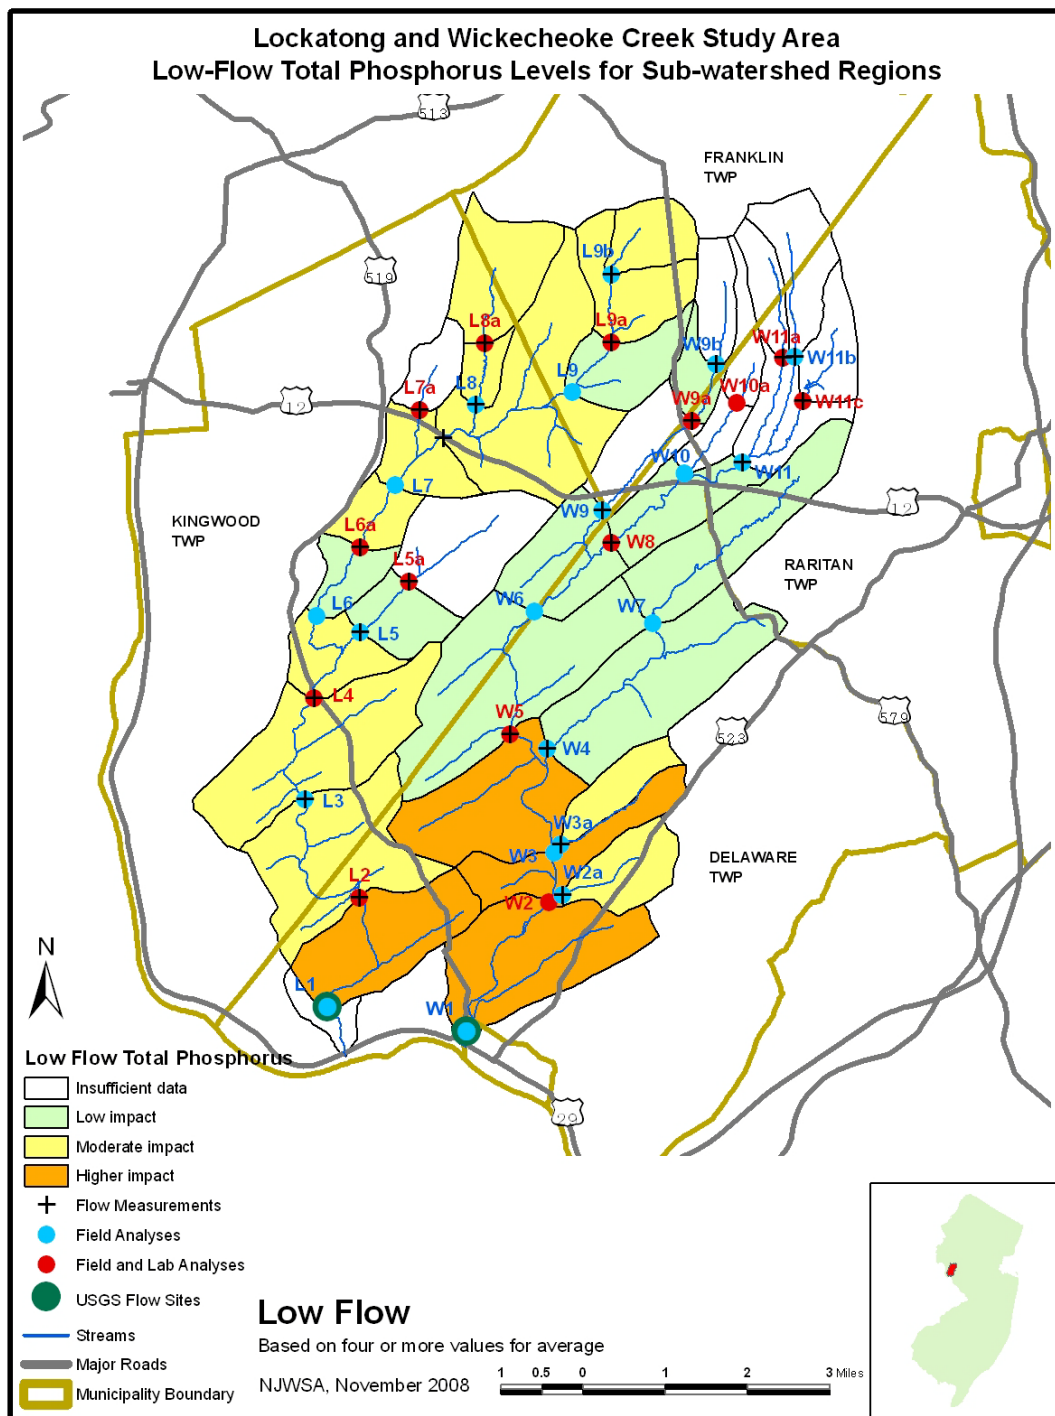 Lockatong and Wickecheoke Creek Study Area
Low-Flow Total Phosphorus Levels for Sub-watershed Regions
513
FRANKLIN
TWP
519
L9b
L8a
L9a
W9b
W11a
W11b
L7a
L8
L9
W10a
W11c
12
W9a
W10
W11
L7
12
KINGWOOD
TWP
W9
L6a
W8
L5a
RARITAN
TWP
L6
L5
W6
W7
L4
W5
579
W4
523
L3
W3a
W3
DELAWARE
TWP
L2
W2a
W2
N
L1
W1
29
Low Flow Total Phosphorus
Insufficient data
Low impact
Moderate impact
Higher impact
Flow Measurements
Field Analyses
Field and Lab Analyses
USGS Flow Sites
Streams
Major Roads
Municipality Boundary
Low Flow
Based on four or more values for average
NJWSA, November 2008
1 0.5 0 1 2 3 Miles